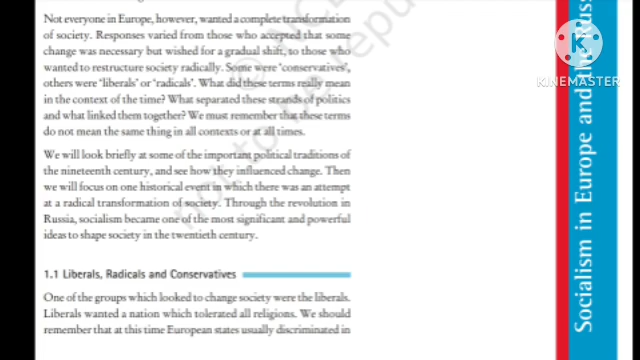 Not everyone in Europe, however, wanted a complete transformation
of society. Responses varied from those who accepted that some
change was necessary but wished for a gradual shift, to those who
wanted to restructure society radically. Some were ‘conservatives’,
others were ‘liberals’ or ‘radicals’. What did these terms really mean
in the context of the time? What separated these strands of politics
and what linked them together? We must remember that these terms
do not mean the same thing in all contexts or at all times.
We will look briefly at some of the important political traditions of
the nineteenth century, and see how they influenced change. Then
we will focus on one historical event in which there was an attempt
at a radical transformation of society. Through the revolution in
Russia, socialism became one of the most significant and powerful
ideas to shape society in the twentieth century.
1.1 Liberals, Radicals and Conservatives
One of the groups which looked to change society were the liberals.
Liberals wanted a nation which tolerated all religions. We should
remember that at this time European states usually discriminated in
Socialism in Europe and the Rus
KINEMASTER
not to be repu